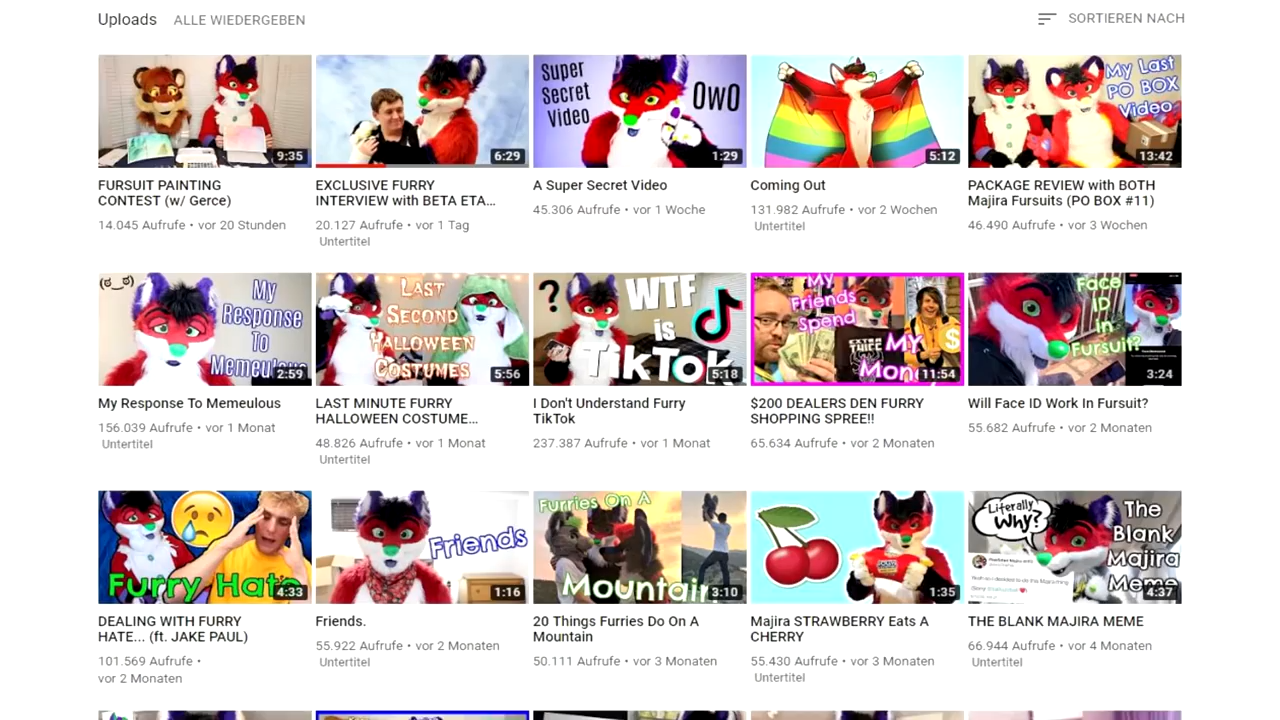 Uploads ALLE WIEDERGEBEN SORTIEREN NACH
Super
Secret
Video
OwO
My Last
PO BOX
Video
9:35
6:29
1:29
5:12
13:42
FURSUIT PAINTING
CONTEST (w/ Gerce)
14.045 Aufrufe • vor 20 Stunden
EXCLUSIVE FURRY
INTERVIEW with BETA ETA...
20.127 Aufrufe • vor 1 Tag
Untertitel
A Super Secret Video
45.306 Aufrufe • vor 1 Woche
Coming Out
131.982 Aufrufe • vor 2 Wochen
Untertitel
PACKAGE REVIEW with BOTH
Majira Fursuits (PO BOX #11)
46.490 Aufrufe • vor 3 Wochen
My
Response
To
Memeulous
2:59
Last
Second
Halloween
Costumes
5:56
?
WTF
is
TikTok
5:18
My
Friends
Spend
My
Money
$
11:54
Face
ID
In
Fursuit?
3:24
My Response To Memeulous
156.039 Aufrufe • vor 1 Monat
Untertitel
LAST MINUTE FURRY
HALLOWEEN COSTUME...
48.826 Aufrufe • vor 1 Monat
Untertitel
I Don't Understand Furry
TikTok
237.387 Aufrufe • vor 1 Monat
$200 DEALERS DEN FURRY
SHOPPING SPREE!!
65.634 Aufrufe • vor 2 Monaten
Will Face ID Work In Fursuit?
55.682 Aufrufe • vor 2 Monaten
Furry Hate
4:33
Friends
1:16
Furries On A
Mountain
3:10
1:35
Literally
Why?
The
Blank
Majira
Meme
4:37
DEALING WITH FURRY
HATE... (ft. JAKE PAUL)
101.569 Aufrufe •
vor 2 Monaten
Friends.
55.922 Aufrufe • vor 2 Monaten
Untertitel
20 Things Furries Do On A
Mountain
50.111 Aufrufe • vor 3 Monaten
Majira STRAWBERRY Eats A
CHERRY
55.430 Aufrufe • vor 3 Monaten
Untertitel
THE BLANK MAJIRA MEME
66.944 Aufrufe • vor 4 Monaten
Untertitel